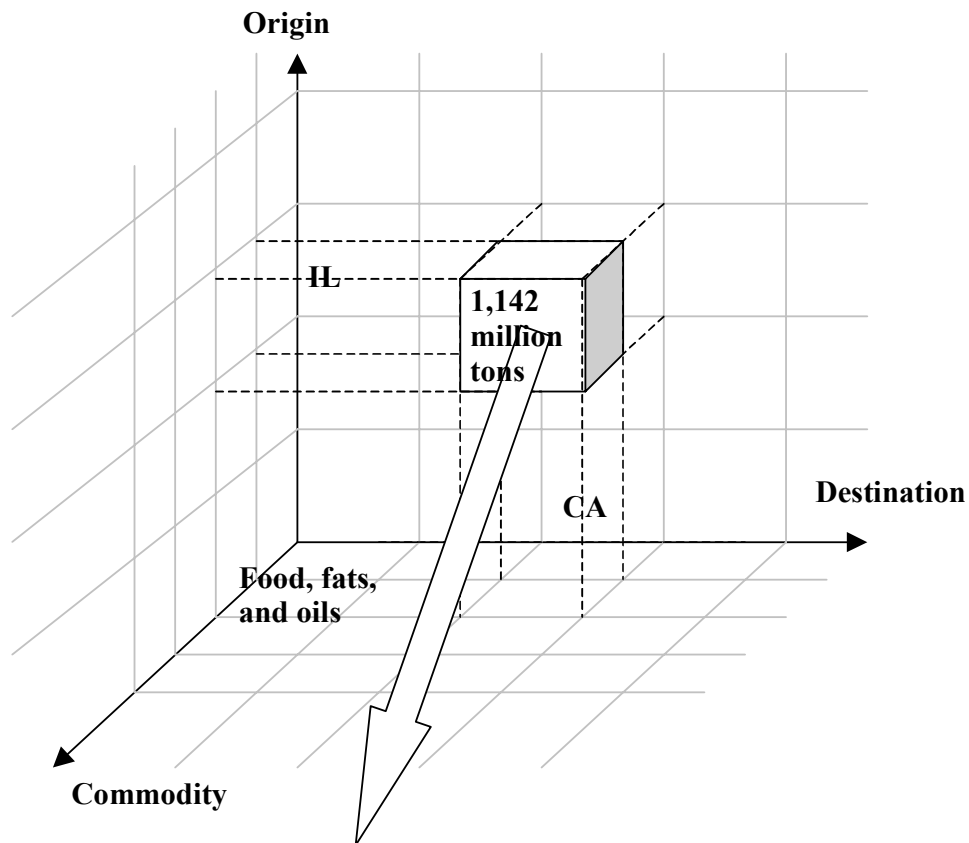 Origin
IL
1,142
million
tons
Destination
CA
Food, fats,
and oils
Commodity